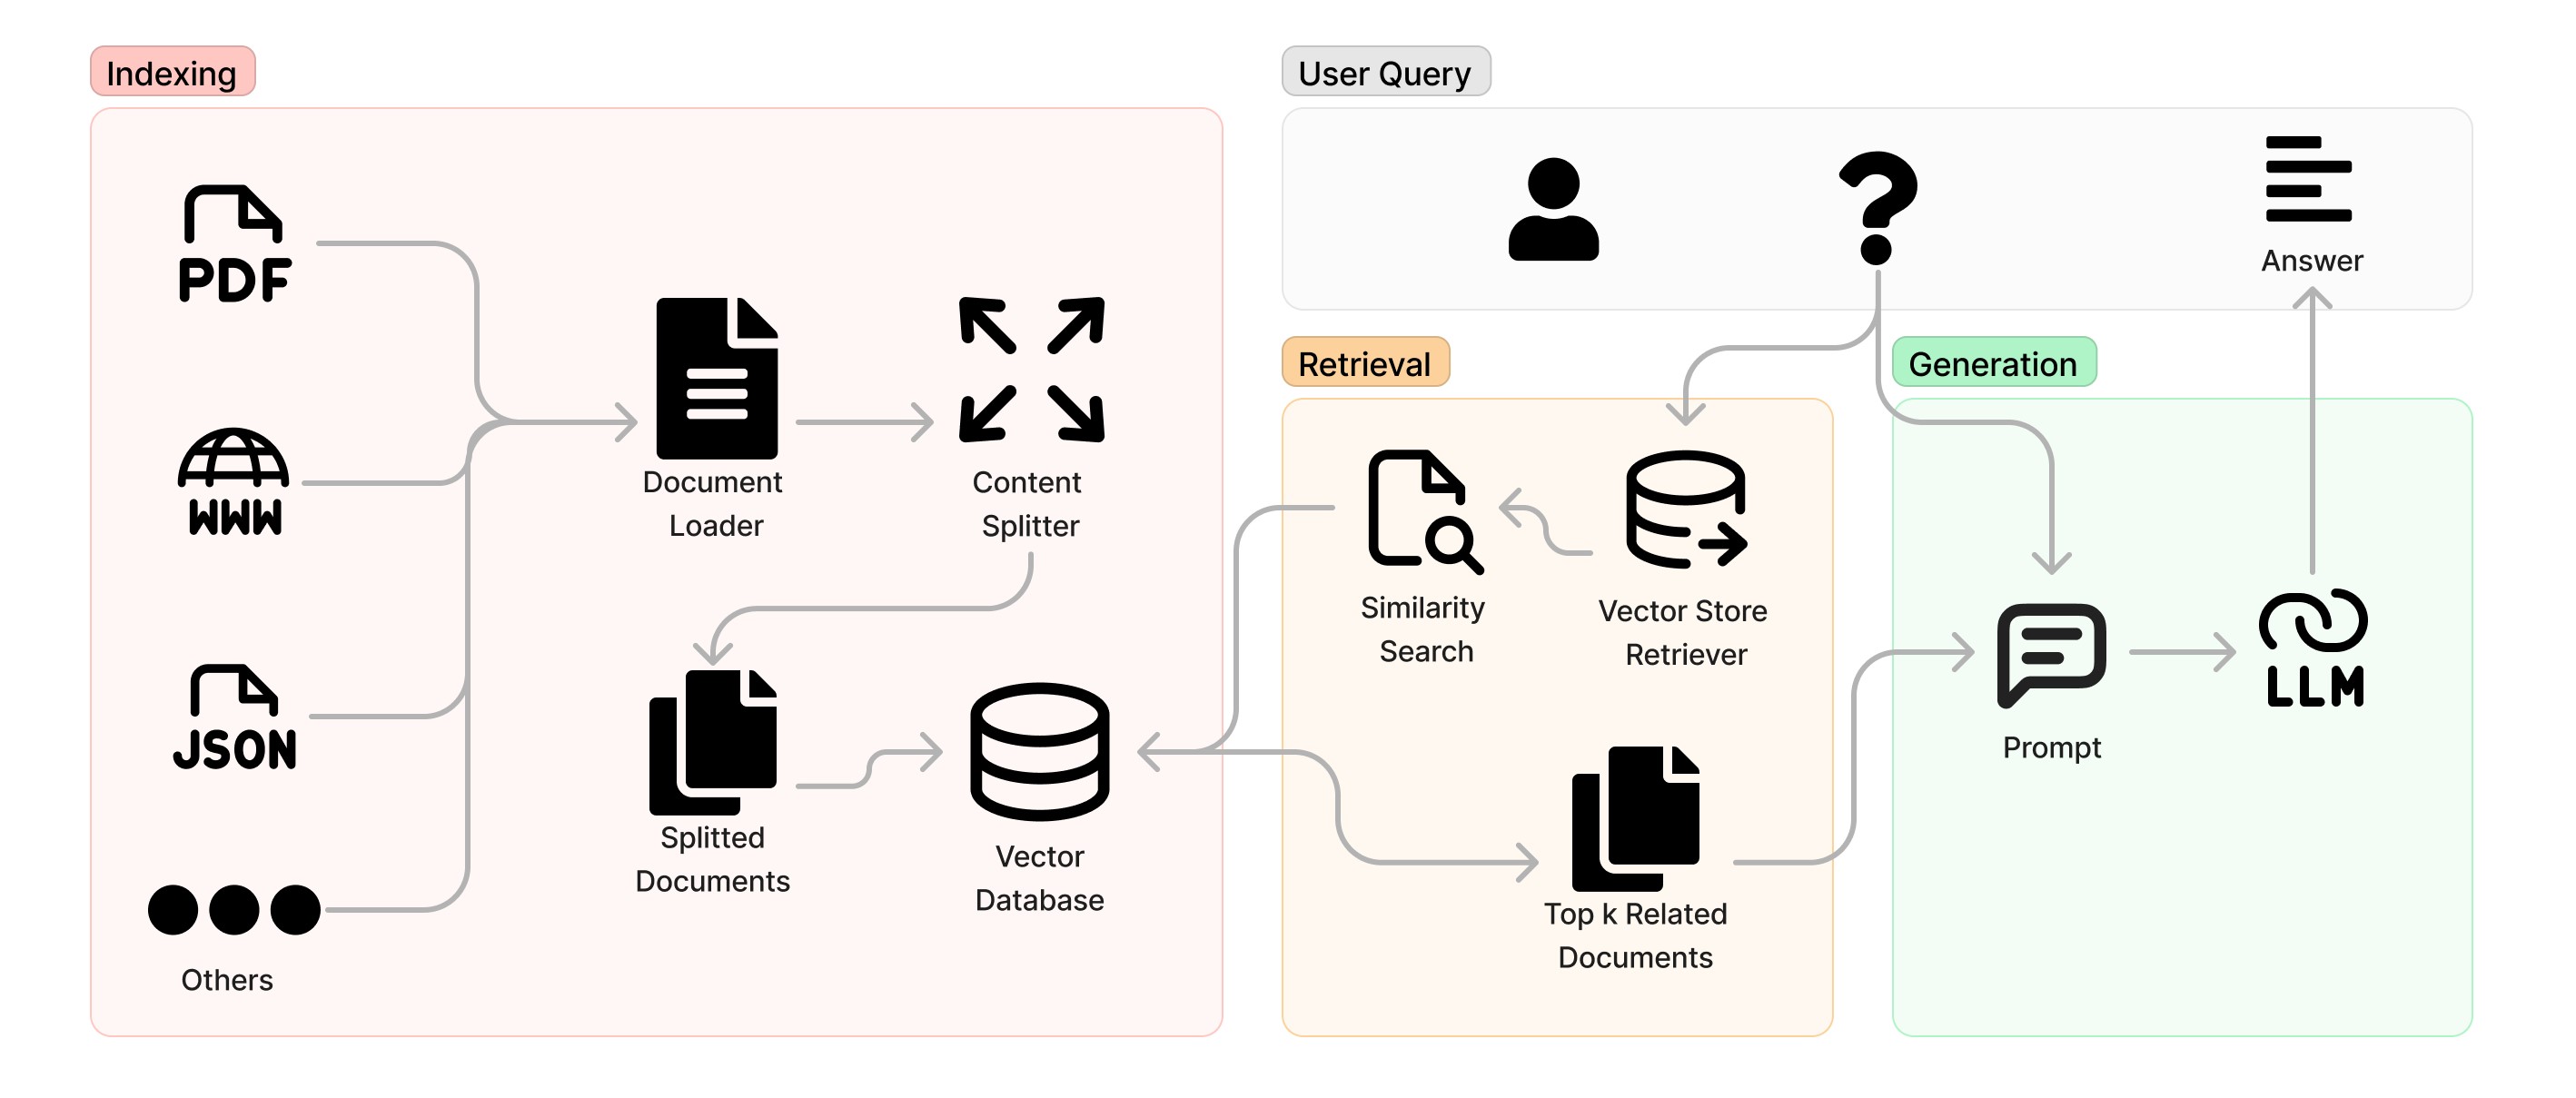 Indexing
PDF
WWW
JSON
Others
Document
Loader
Content
Splitter
Splitted
Documents
Vector
Database
User Query
?
Answer
Retrieval
Similarity
Search
Vector Store
Retriever
Top k Related
Documents
Generation
Prompt
LLM